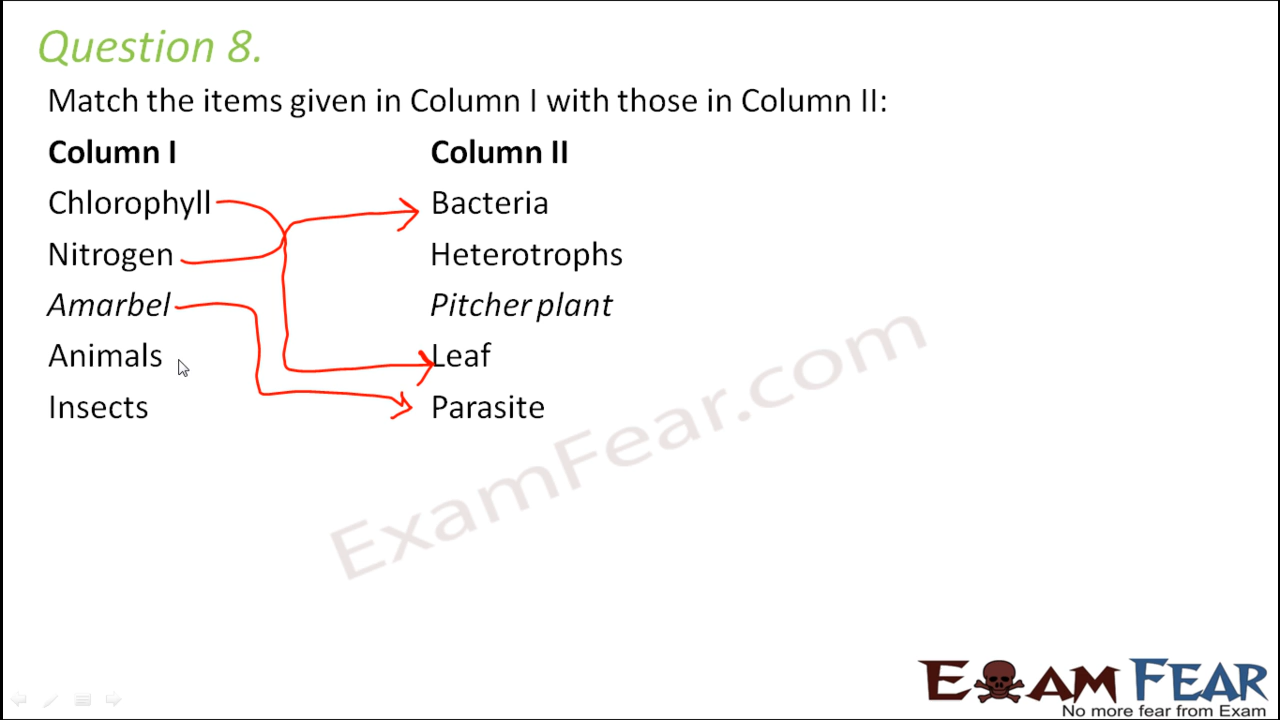 Question 8.
Match the items given in Column I with those in Column II:
Column I Column II
Chlorophyll Bacteria
Nitrogen Heterotrophs
Amarbel Pitcher plant
Animals Leaf
Insects Parasite
ExamFear.com
EXAM FEAR
No more fear from Exam